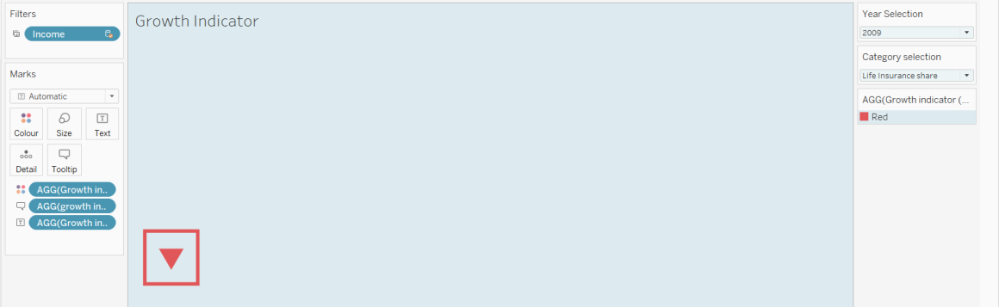 Filters
Income
Marks
Automatic
Colour
Size
Text
Detail
Tooltip
AGG(Growth in..
AGG(growth in..
AGG(Growth in..
Growth Indicator
Year Selection
2009
Category selection
Life Insurance share
AGG(Growth indicator (...
Red